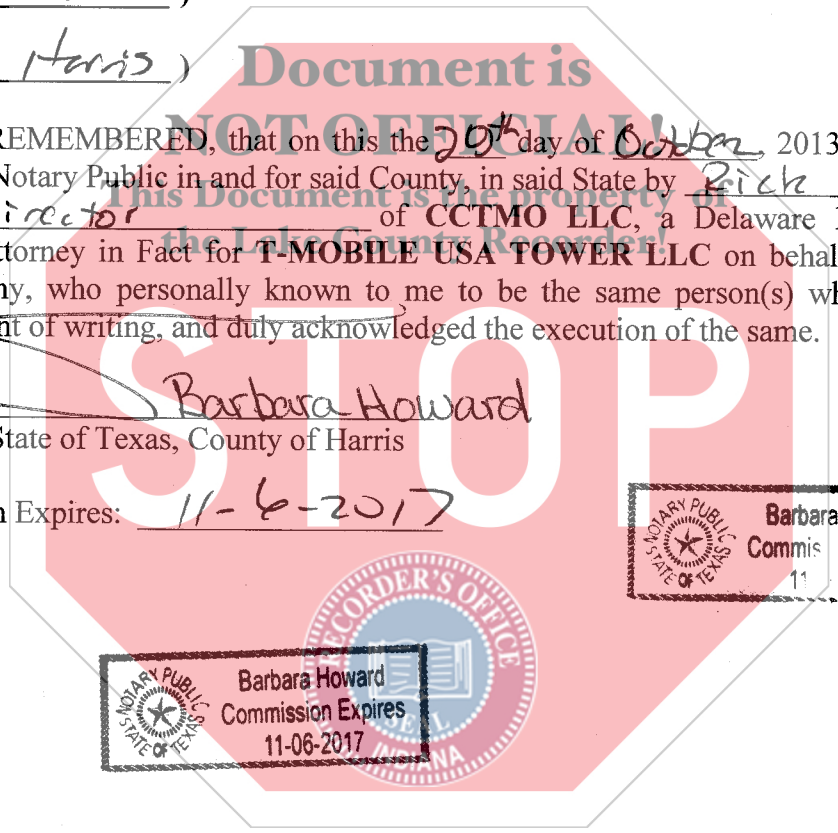 Harris )
Document is
NOT OFFICIAL!
REMEMBERED, that on this the 29th day of October, 2013
Notary Public in and for said County, in said State by Rick
This Document is the property of
irector of CCTMO LLC, a Delaware
the Lake County Recorder!
ttorney in Fact for T-MOBILE USA TOWER LLC on behal
ny, who personally known to me to be the same person(s) wh
nt of writing, and duly acknowledged the execution of the same.
STOP
Barbara Howard
State of Texas, County of Harris
n Expires: 11-6-2017
NOTARY PUBLIC
STATE OF TEXAS
Barbara
Commis
11
RECORDER'S OFFICE
SEAL
INDIANA
NOTARY PUBLIC
STATE OF TEXAS
Barbara Howard
Commission Expires
11-06-2017